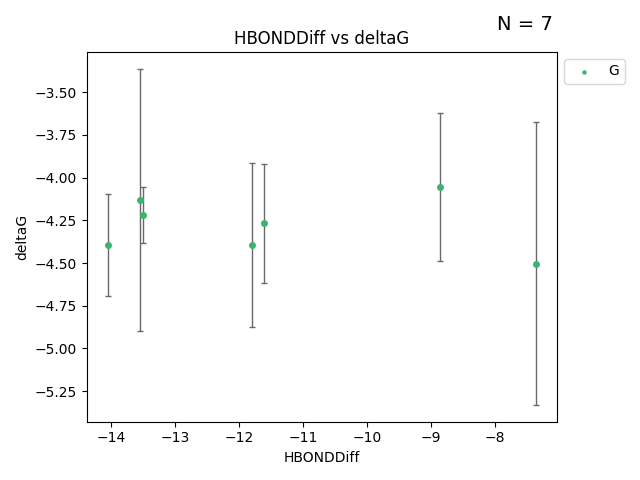 N = 7
HBONDDiff vs deltaG
G
−3.50
−3.75
−4.00
−4.25
−4.50
−4.75
−5.00
−5.25
deltaG
−14 −13 −12 −11 −10 −9 −8
HBONDDiff